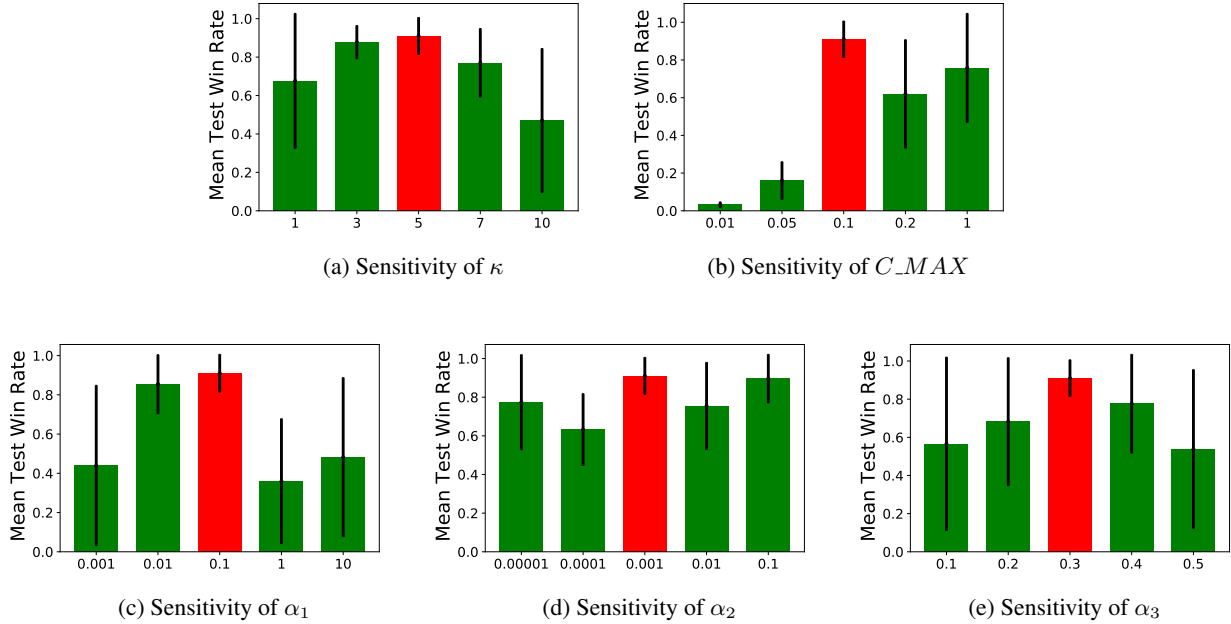 Mean Test Win Rate
1.0
0.8
0.6
0.4
0.2
0.0
1 3 5 7 10
(a) Sensitivity of κ
Mean Test Win Rate
1.0
0.8
0.6
0.4
0.2
0.0
0.01 0.05 0.1 0.2 1
(b) Sensitivity of C_MAX
Mean Test Win Rate
1.0
0.8
0.6
0.4
0.2
0.0
0.001 0.01 0.1 1 10
(c) Sensitivity of α₁
Mean Test Win Rate
1.0
0.8
0.6
0.4
0.2
0.0
0.00001 0.0001 0.001 0.01 0.1
(d) Sensitivity of α₂
Mean Test Win Rate
1.0
0.8
0.6
0.4
0.2
0.0
0.1 0.2 0.3 0.4 0.5
(e) Sensitivity of α₃